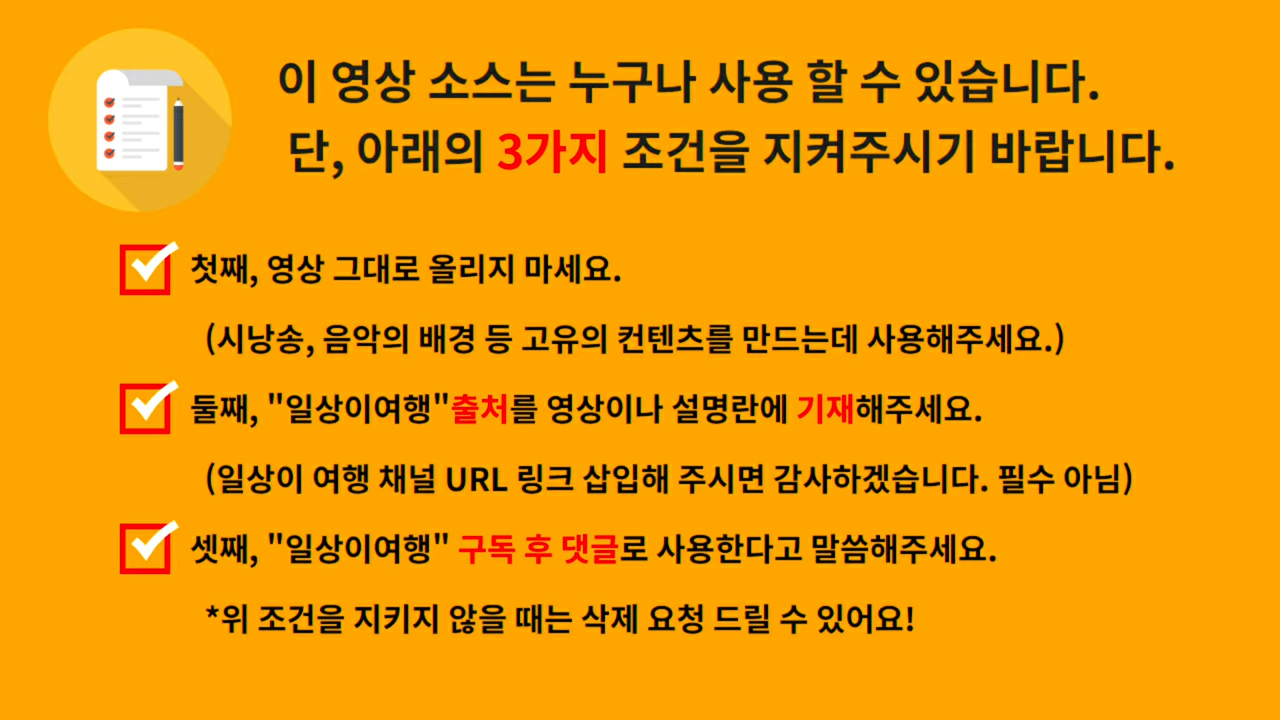 이 영상 소스는 누구나 사용 할 수 있습니다.
단, 아래의 3가지 조건을 지켜주시기 바랍니다.
첫째, 영상 그대로 올리지 마세요.
(시낭송, 음악의 배경 등 고유의 컨텐츠를 만드는데 사용해주세요.)
둘째, "일상이여행"출처를 영상이나 설명란에 기재해주세요.
(일상이 여행 채널 URL 링크 삽입해 주시면 감사하겠습니다. 필수 아님)
셋째, "일상이여행" 구독 후 댓글로 사용한다고 말씀해주세요.
*위 조건을 지키지 않을 때는 삭제 요청 드릴 수 있어요!